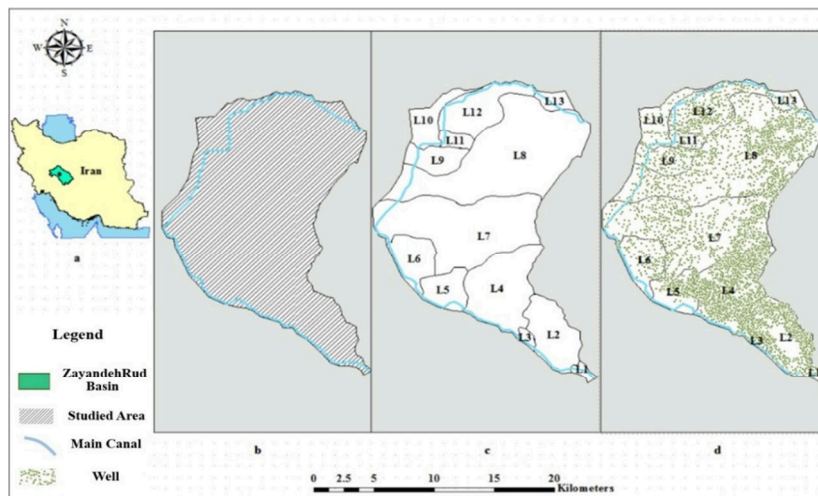 N
W E
S
Iran
a
Legend
ZayandehRud
Basin
Studied Area
Main Canal
Well
b
L10
L12
L13
L11
L9
L8
L7
L6
L5
L4
L3
L2
L1
c
L10
L12
L13
L11
L9
L8
L7
L6
L5
L4
L3
L2
L1
d
0 2.5 5 10 15 20
Kilometers